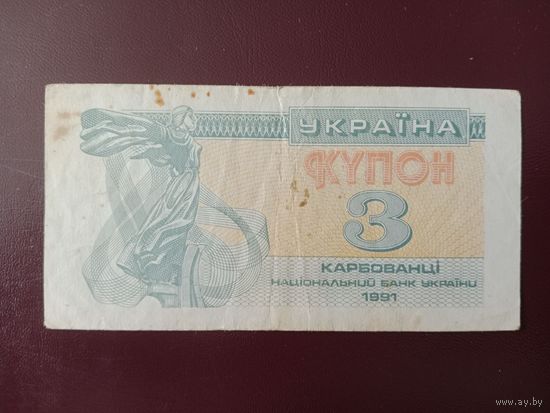 УКРАЇНА
КУПОН
3
КАРБОВАНЦІ
НАЦІОНАЛЬНИЙ БАНК УКРАЇНИ
1991
www.ay.by